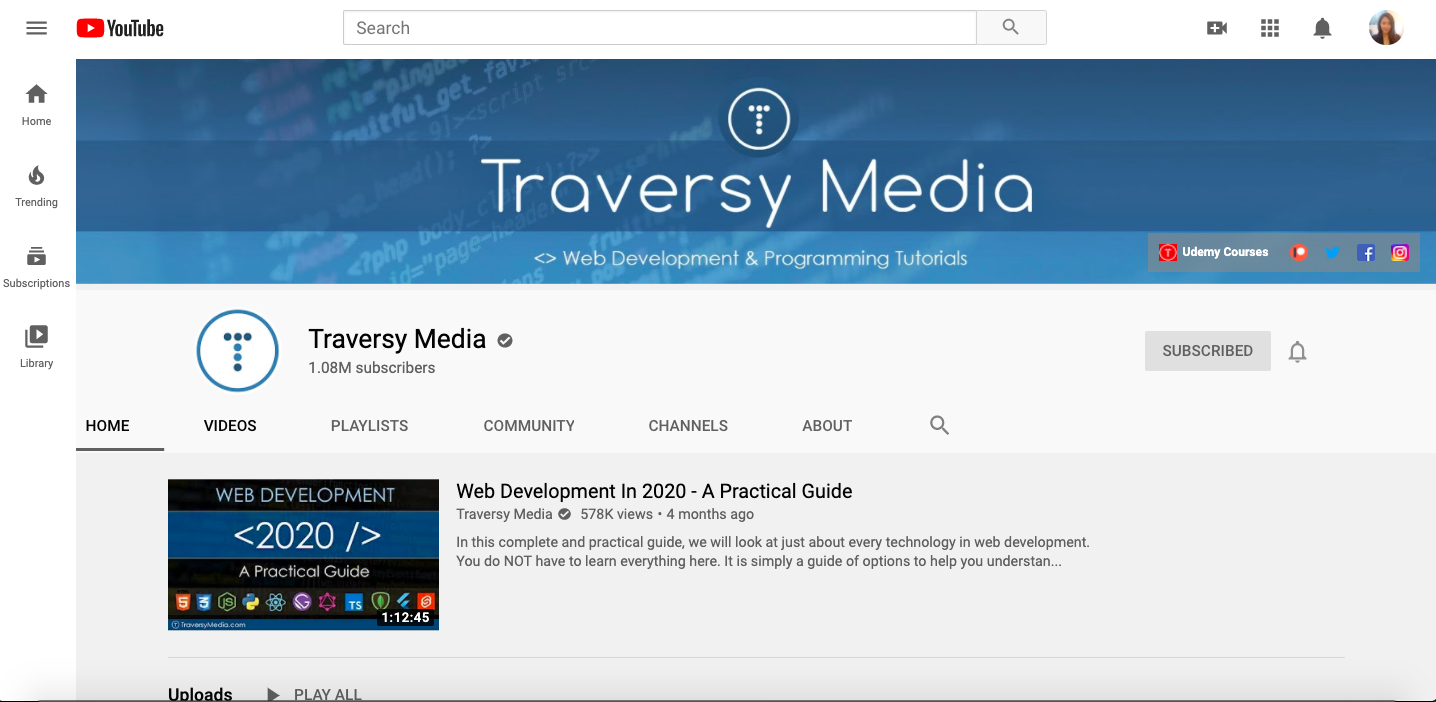 YouTube
Search
Home
Trending
Subscriptions
Library
Traversy Media
<> Web Development & Programming Tutorials
Udemy Courses
Traversy Media
1.08M subscribers
SUBSCRIBED
HOME VIDEOS PLAYLISTS COMMUNITY CHANNELS ABOUT
WEB DEVELOPMENT
<2020 />
A Practical Guide
TS
1:12:45
TraversyMedia.com
Web Development In 2020 - A Practical Guide
Traversy Media 578K views • 4 months ago
In this complete and practical guide, we will look at just about every technology in web development.
You do NOT have to learn everything here. It is simply a guide of options to help you understan...
Uploads PLAY ALL